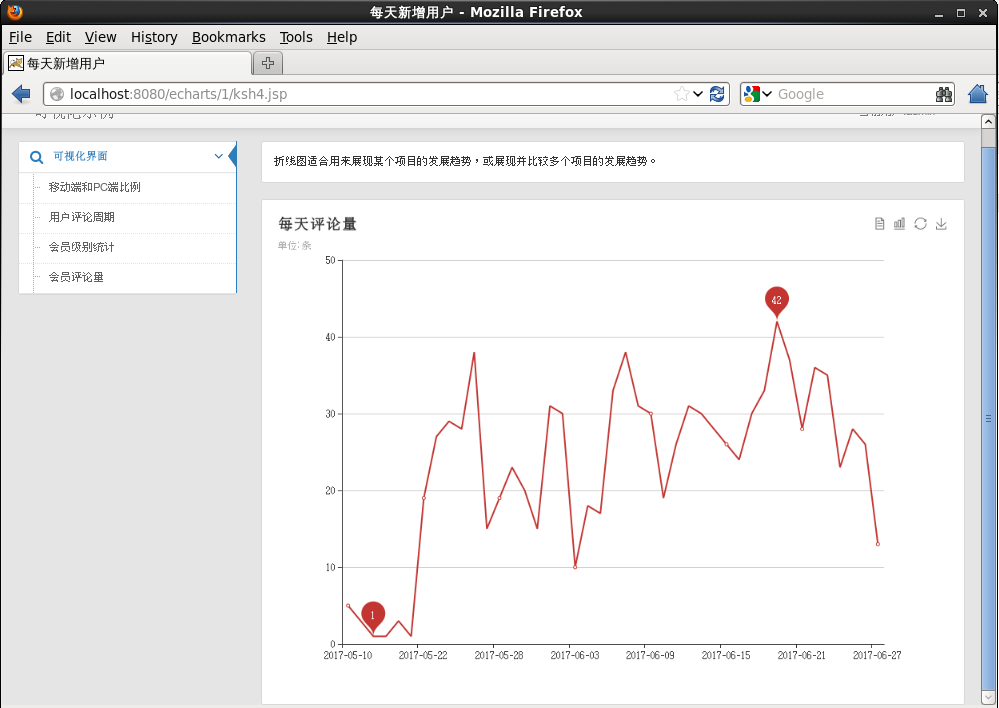 每天新增用户 - Mozilla Firefox
File Edit View History Bookmarks Tools Help
每天新增用户
localhost:8080/echarts/1/ksh4.jsp
Google
可视化界面
移动端和PC端比例
用户评论周期
会员级别统计
会员评论量
折线图适合用来展现某个项目的发展趋势，或展现并比较多个项目的发展趋势。
每天评论量
单位: 条
50
40
30
20
10
0
42
1
2017-05-10 2017-05-22 2017-05-28 2017-06-03 2017-06-09 2017-06-15 2017-06-21 2017-06-27